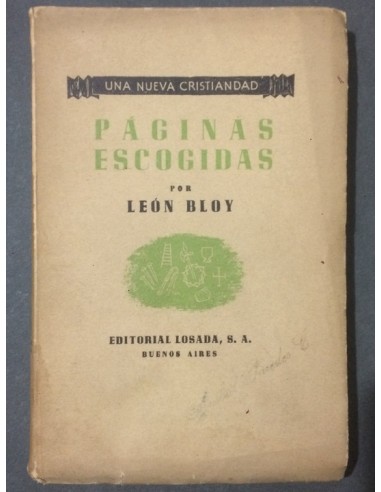 UNA NUEVA CRISTIANDAD
PÁGINAS
ESCOGIDAS
POR
LEÓN BLOY
EDITORIAL LOSADA, S. A.
BUENOS AIRES